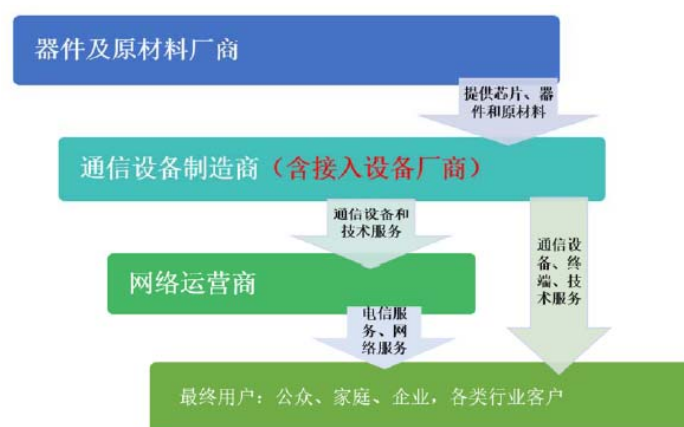 器件及原材料厂商
提供芯片、器
件和原材料
通信设备制造商（含接入设备厂商）
通信设备和
技术服务
通信设
备、终
端、技
术服务
网络运营商
电信服
务、网
络服务
最终用户：公众、家庭、企业，各类行业客户